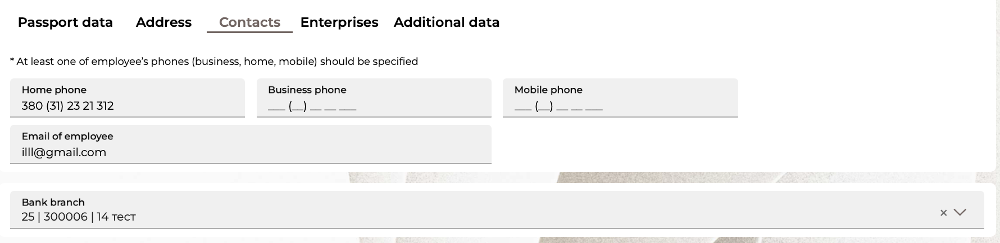 Passport data Address Contacts Enterprises Additional data
* At least one of employee’s phones (business, home, mobile) should be specified
Home phone Business phone Mobile phone
380 (31) 23 21 312 ___ (__) __ __ ___ ___ (__) __ __ ___
Email of employee
illl@gmail.com
Bank branch
25 | 300006 | 14 тест